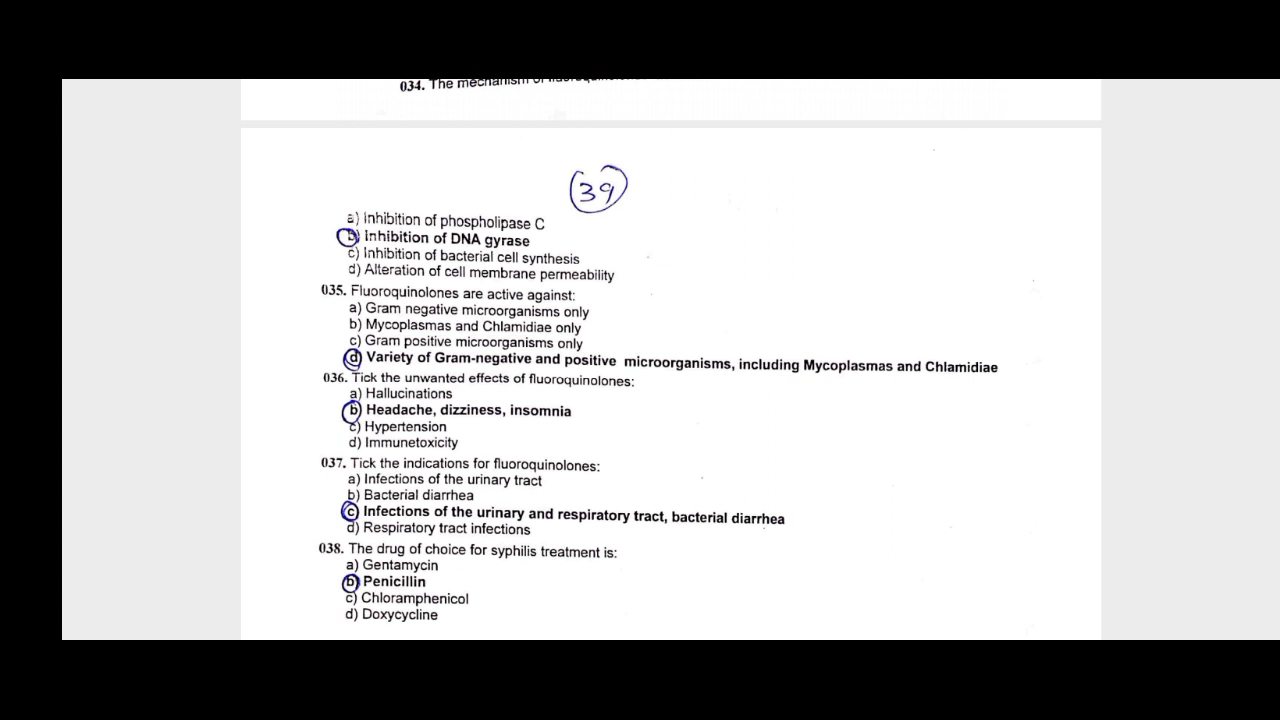 034. The mechanism of fluoroquinolones
39
a) Inhibition of phospholipase C
b) Inhibition of DNA gyrase
c) Inhibition of bacterial cell synthesis
d) Alteration of cell membrane permeability
035. Fluoroquinolones are active against:
a) Gram negative microorganisms only
b) Mycoplasmas and Chlamidiae only
c) Gram positive microorganisms only
d) Variety of Gram-negative and positive microorganisms, including Mycoplasmas and Chlamidiae
036. Tick the unwanted effects of fluoroquinolones:
a) Hallucinations
b) Headache, dizziness, insomnia
c) Hypertension
d) Immunetoxicity
037. Tick the indications for fluoroquinolones:
a) Infections of the urinary tract
b) Bacterial diarrhea
c) Infections of the urinary and respiratory tract, bacterial diarrhea
d) Respiratory tract infections
038. The drug of choice for syphilis treatment is:
a) Gentamycin
b) Penicillin
c) Chloramphenicol
d) Doxycycline